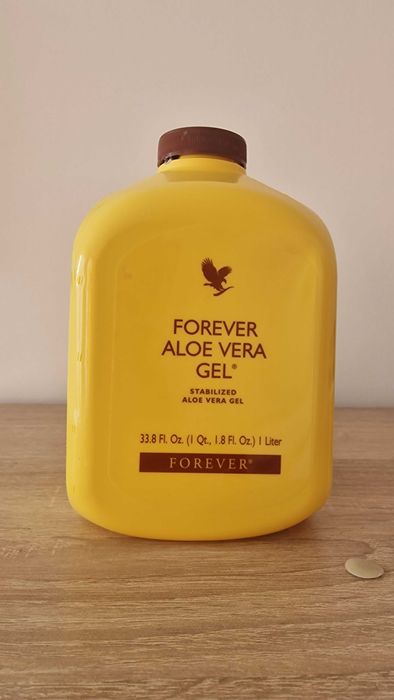 FOREVER
ALOE VERA
GEL®
STABILIZED
ALOE VERA GEL
33.8 Fl. Oz. (1 Qt., 1.8 Fl. Oz.) 1 Liter
FOREVER®